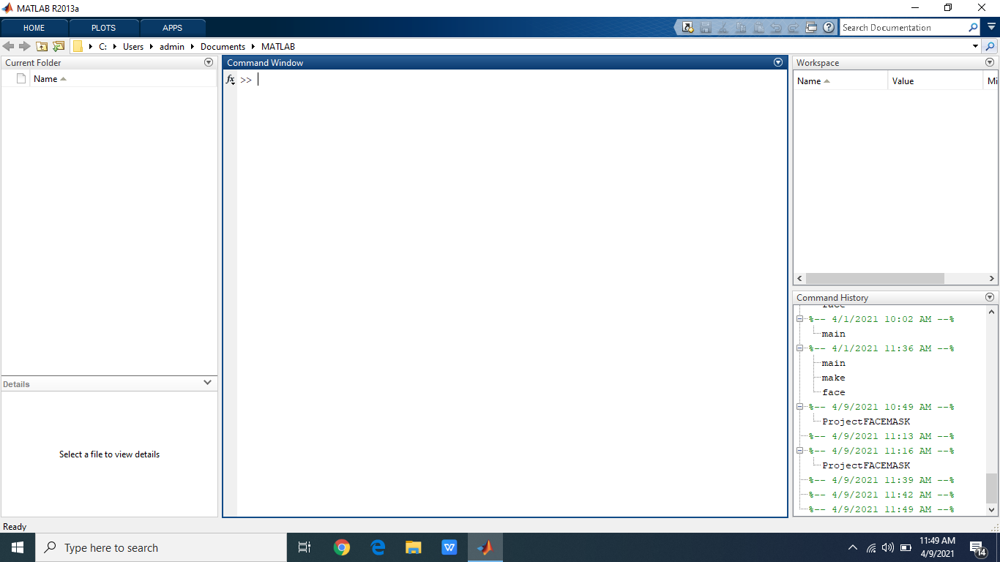 MATLAB R2013a
HOME PLOTS APPS
Search Documentation
C: Users admin Documents MATLAB
Current Folder
Name
Details
Select a file to view details
Command Window
fx >>
Workspace
Name Value Mi
Command History
face
%-- 4/1/2021 10:02 AM --%
main
%-- 4/1/2021 11:36 AM --%
main
make
face
%-- 4/9/2021 10:49 AM --%
ProjectFACEMASK
%-- 4/9/2021 11:13 AM --%
%-- 4/9/2021 11:16 AM --%
ProjectFACEMASK
%-- 4/9/2021 11:39 AM --%
%-- 4/9/2021 11:42 AM --%
%-- 4/9/2021 11:49 AM --%
Ready
Type here to search
W
11:49 AM
4/9/2021
14